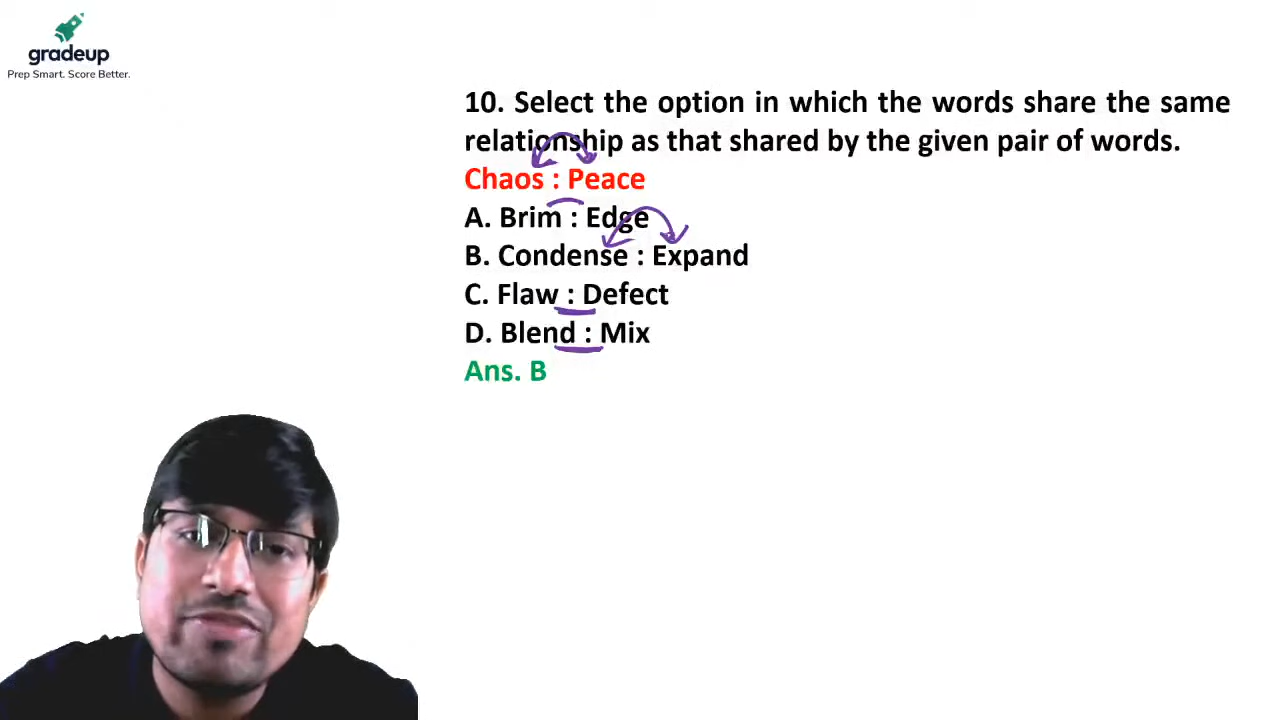 gradeup
Prep Smart. Score Better.
10. Select the option in which the words share the same
relationship as that shared by the given pair of words.
Chaos : Peace
A. Brim : Edge
B. Condense : Expand
C. Flaw : Defect
D. Blend : Mix
Ans. B